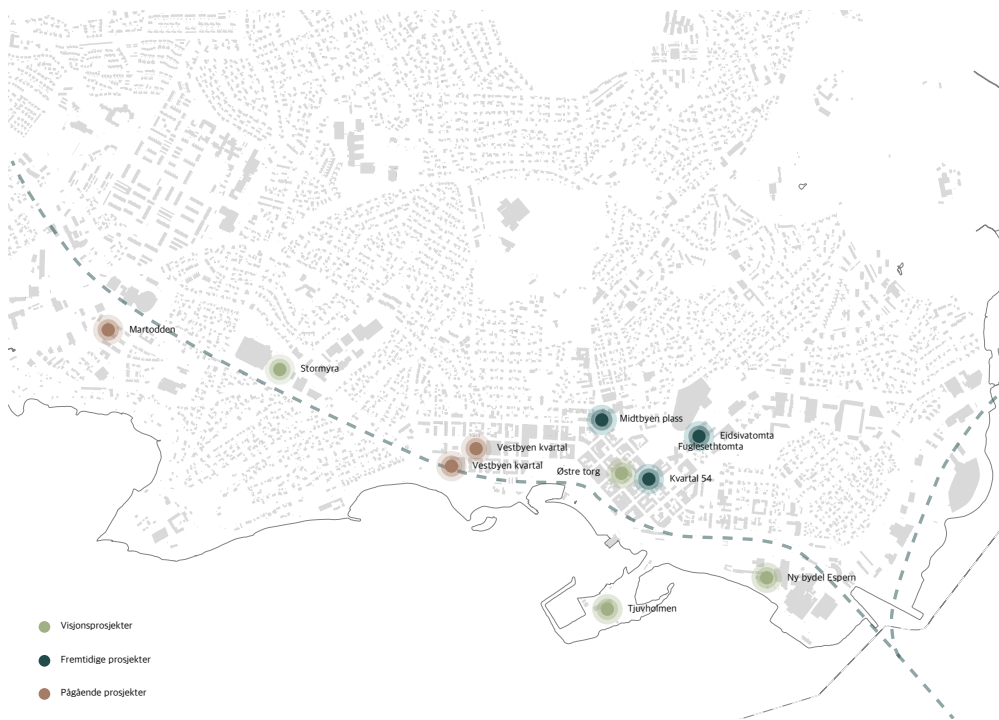 Martodden
Stormyra
Midtbyen plass
Eidsivatomta
Fuglesethtomta
Vestbyen kvartal
Vestbyen kvartal
Østre torg
Kvartal 54
Ny bydel Espern
Tjuvholmen
Visjonsprosjekter
Fremtidige prosjekter
Pågående prosjekter